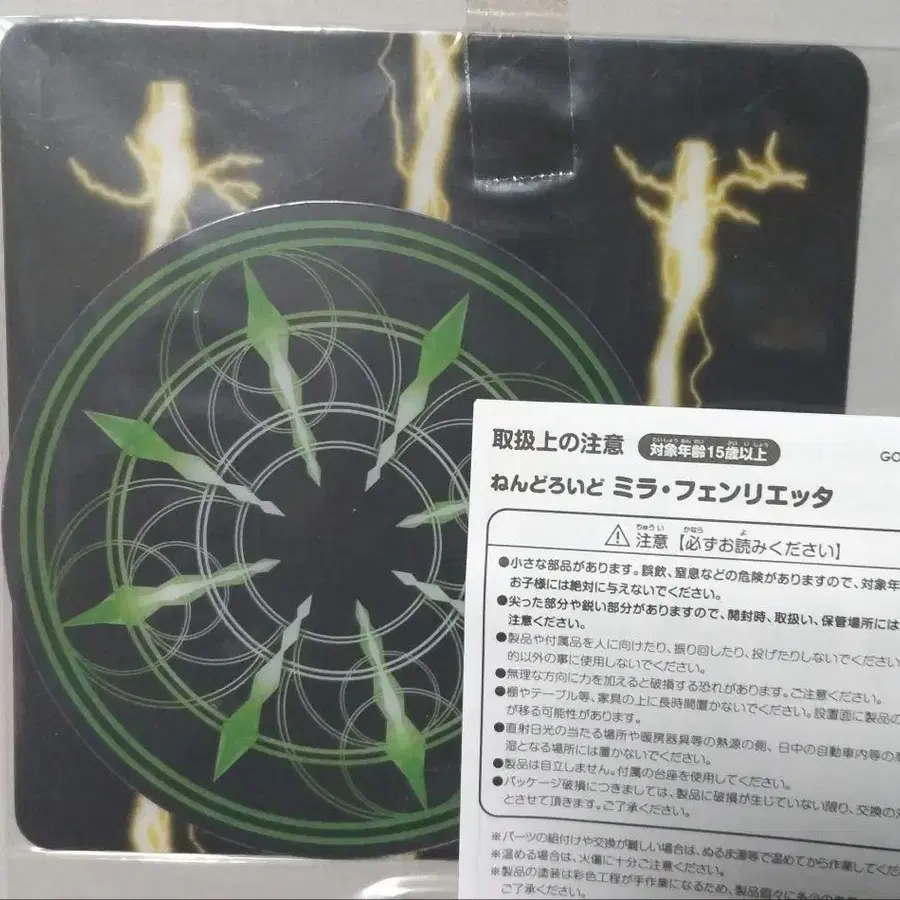 取扱上の注意 対象年齢15歳以上 GO
ねんどろいど ミラ・フェンリエッタ
注意【必ずお読みください】
●小さな部品があります。誤飲、窒息などの危険がありますので、対象年
お子様には絶対に与えないでください。
●尖った部分や鋭い部分がありますので、開封時、取扱い、保管場所には
注意ください。
●製品や付属品を人に向けたり、振り回したり、投げたりしないでください
的以外の事に使用しないでください。
●無理な方向に力を加えると破損する恐れがあります。ご注意ください。
●棚やテーブル等、家具の上に長時間置かないでください。設置面に製品の
が移る可能性があります。
●直射日光の当たる場所や暖房器具等の熱源の側、日中の自動車内等の高
湿となる場所には置かないでください。
●製品は自立しません。付属の台座を使用してください。
●パッケージ破損につきましては、製品に破損が生じていない限り、交換の対
とさせて頂きます。ご了承ください。
※パーツの組付けや交換が難しい場合は、ぬるま湯等で温めてから作業してくだ
※温める場合は、火傷に十分ご注意ください。
※製品の塗装は彩色工程が手作業になるため、製品個々に多少の
ご了承ください。